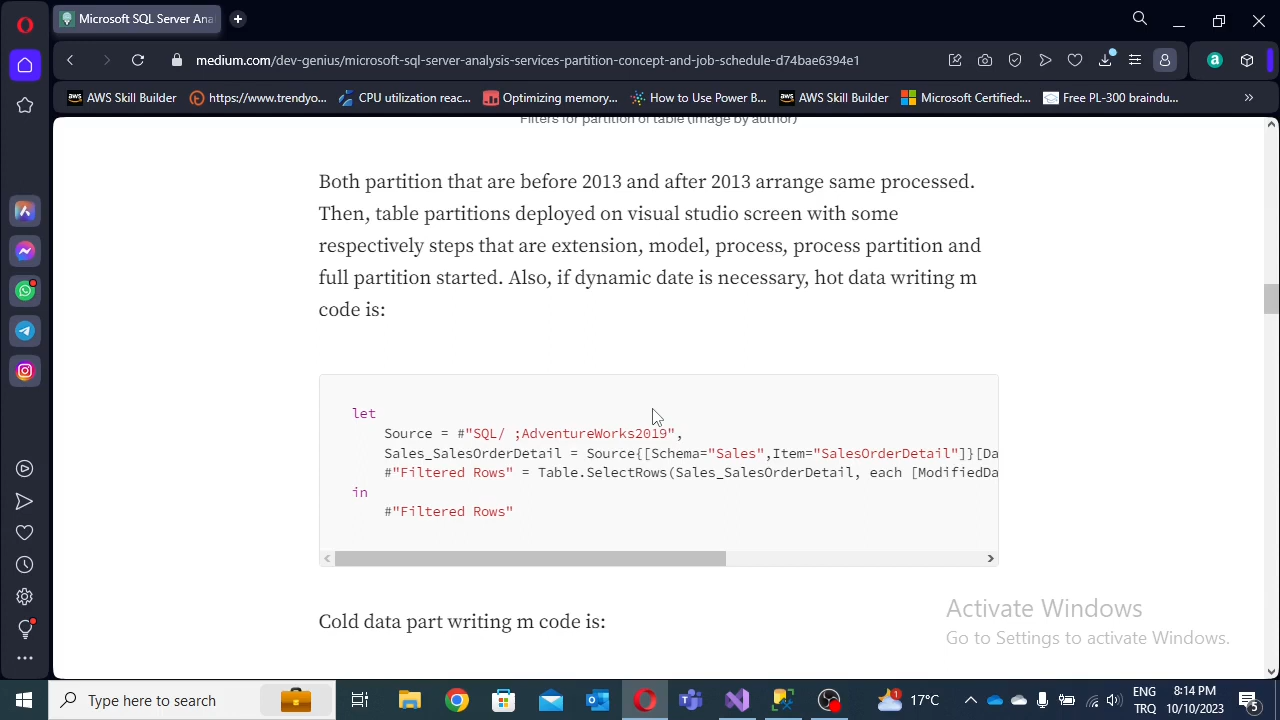 Microsoft SQL Server Ana
medium.com/dev-genius/microsoft-sql-server-analysis-services-partition-concept-and-job-schedule-d74bae6394e1
AWS Skill Builder
https://www.trendyo...
CPU utilization reac...
Optimizing memory...
How to Use Power B...
AWS Skill Builder
Microsoft Certified:...
Free PL-300 braindu...
Filters for partition of table (image by author)
Both partition that are before 2013 and after 2013 arrange same processed.
Then, table partitions deployed on visual studio screen with some
respectively steps that are extension, model, process, process partition and
full partition started. Also, if dynamic date is necessary, hot data writing m
code is:
let
Source = #"SQL/ ;AdventureWorks2019",
Sales_SalesOrderDetail = Source{[Schema="Sales",Item="SalesOrderDetail"]}[Da
#"Filtered Rows" = Table.SelectRows(Sales_SalesOrderDetail, each [ModifiedDa
in
#"Filtered Rows"
Cold data part writing m code is:
Activate Windows
Go to Settings to activate Windows.
Type here to search
1
17°C
ENG
TRQ
8:14 PM
10/10/2023
5